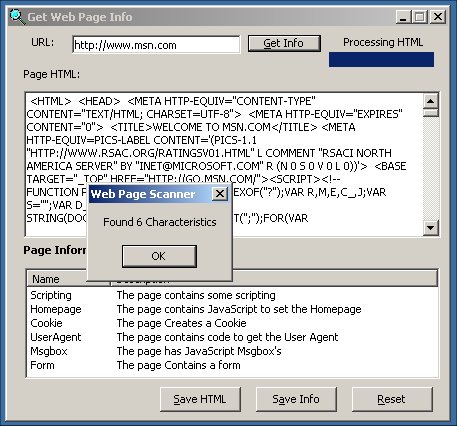 Get Web Page Info
URL: http://www.msn.com Get Info Processing HTML
Page HTML:
<HTML> <HEAD> <META HTTP-EQUIV="CONTENT-TYPE"
CONTENT="TEXT/HTML; CHARSET=UTF-8"> <META HTTP-EQUIV="EXPIRES"
CONTENT="0"> <TITLE>WELCOME TO MSN.COM</TITLE> <META
HTTP-EQUIV=PICS-LABEL CONTENT='(PICS-1.1
"HTTP://WWW.RSAC.ORG/RATINGSV01.HTML" L COMMENT "RSACI NORTH
AMERICA SERVER" BY "INET@MICROSOFT.COM" R (N 0 S 0 V 0 L 0))'> <BASE
TARGET="_TOP" HREF="HTTP://GO.MSN.COM/"><SCRIPT><!--
FUNCTION EXOF("?");VAR R,M,E,C_,J;VAR
S="";VAR D
STRING(DOC T(";");FOR(VAR
Web Page Scanner
Found 6 Characteristics
OK
Page Infor
Name
Scripting The page contains some scripting
Homepage The page contains JavaScript to set the Homepage
Cookie The page Creates a Cookie
UserAgent The page contains code to get the User Agent
Msgbox The page has JavaScript Msgbox's
Form The page Contains a form
Save HTML Save Info Reset